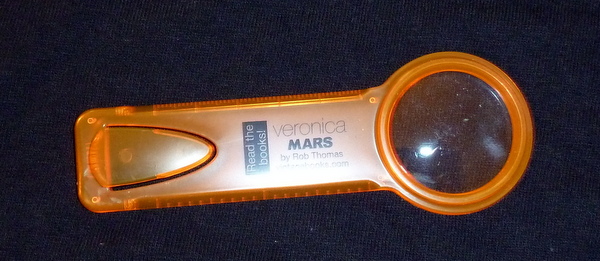 Read the
books!
veronica
MARS
by Rob Thomas